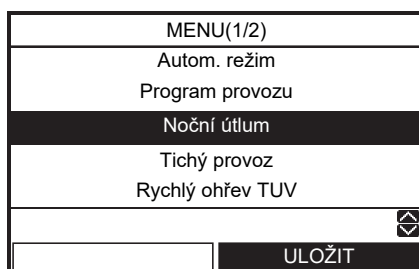 MENU(1/2)
Autom. režim
Program provozu
Noční útlum
Tichý provoz
Rychlý ohřev TUV
ULOŽIT